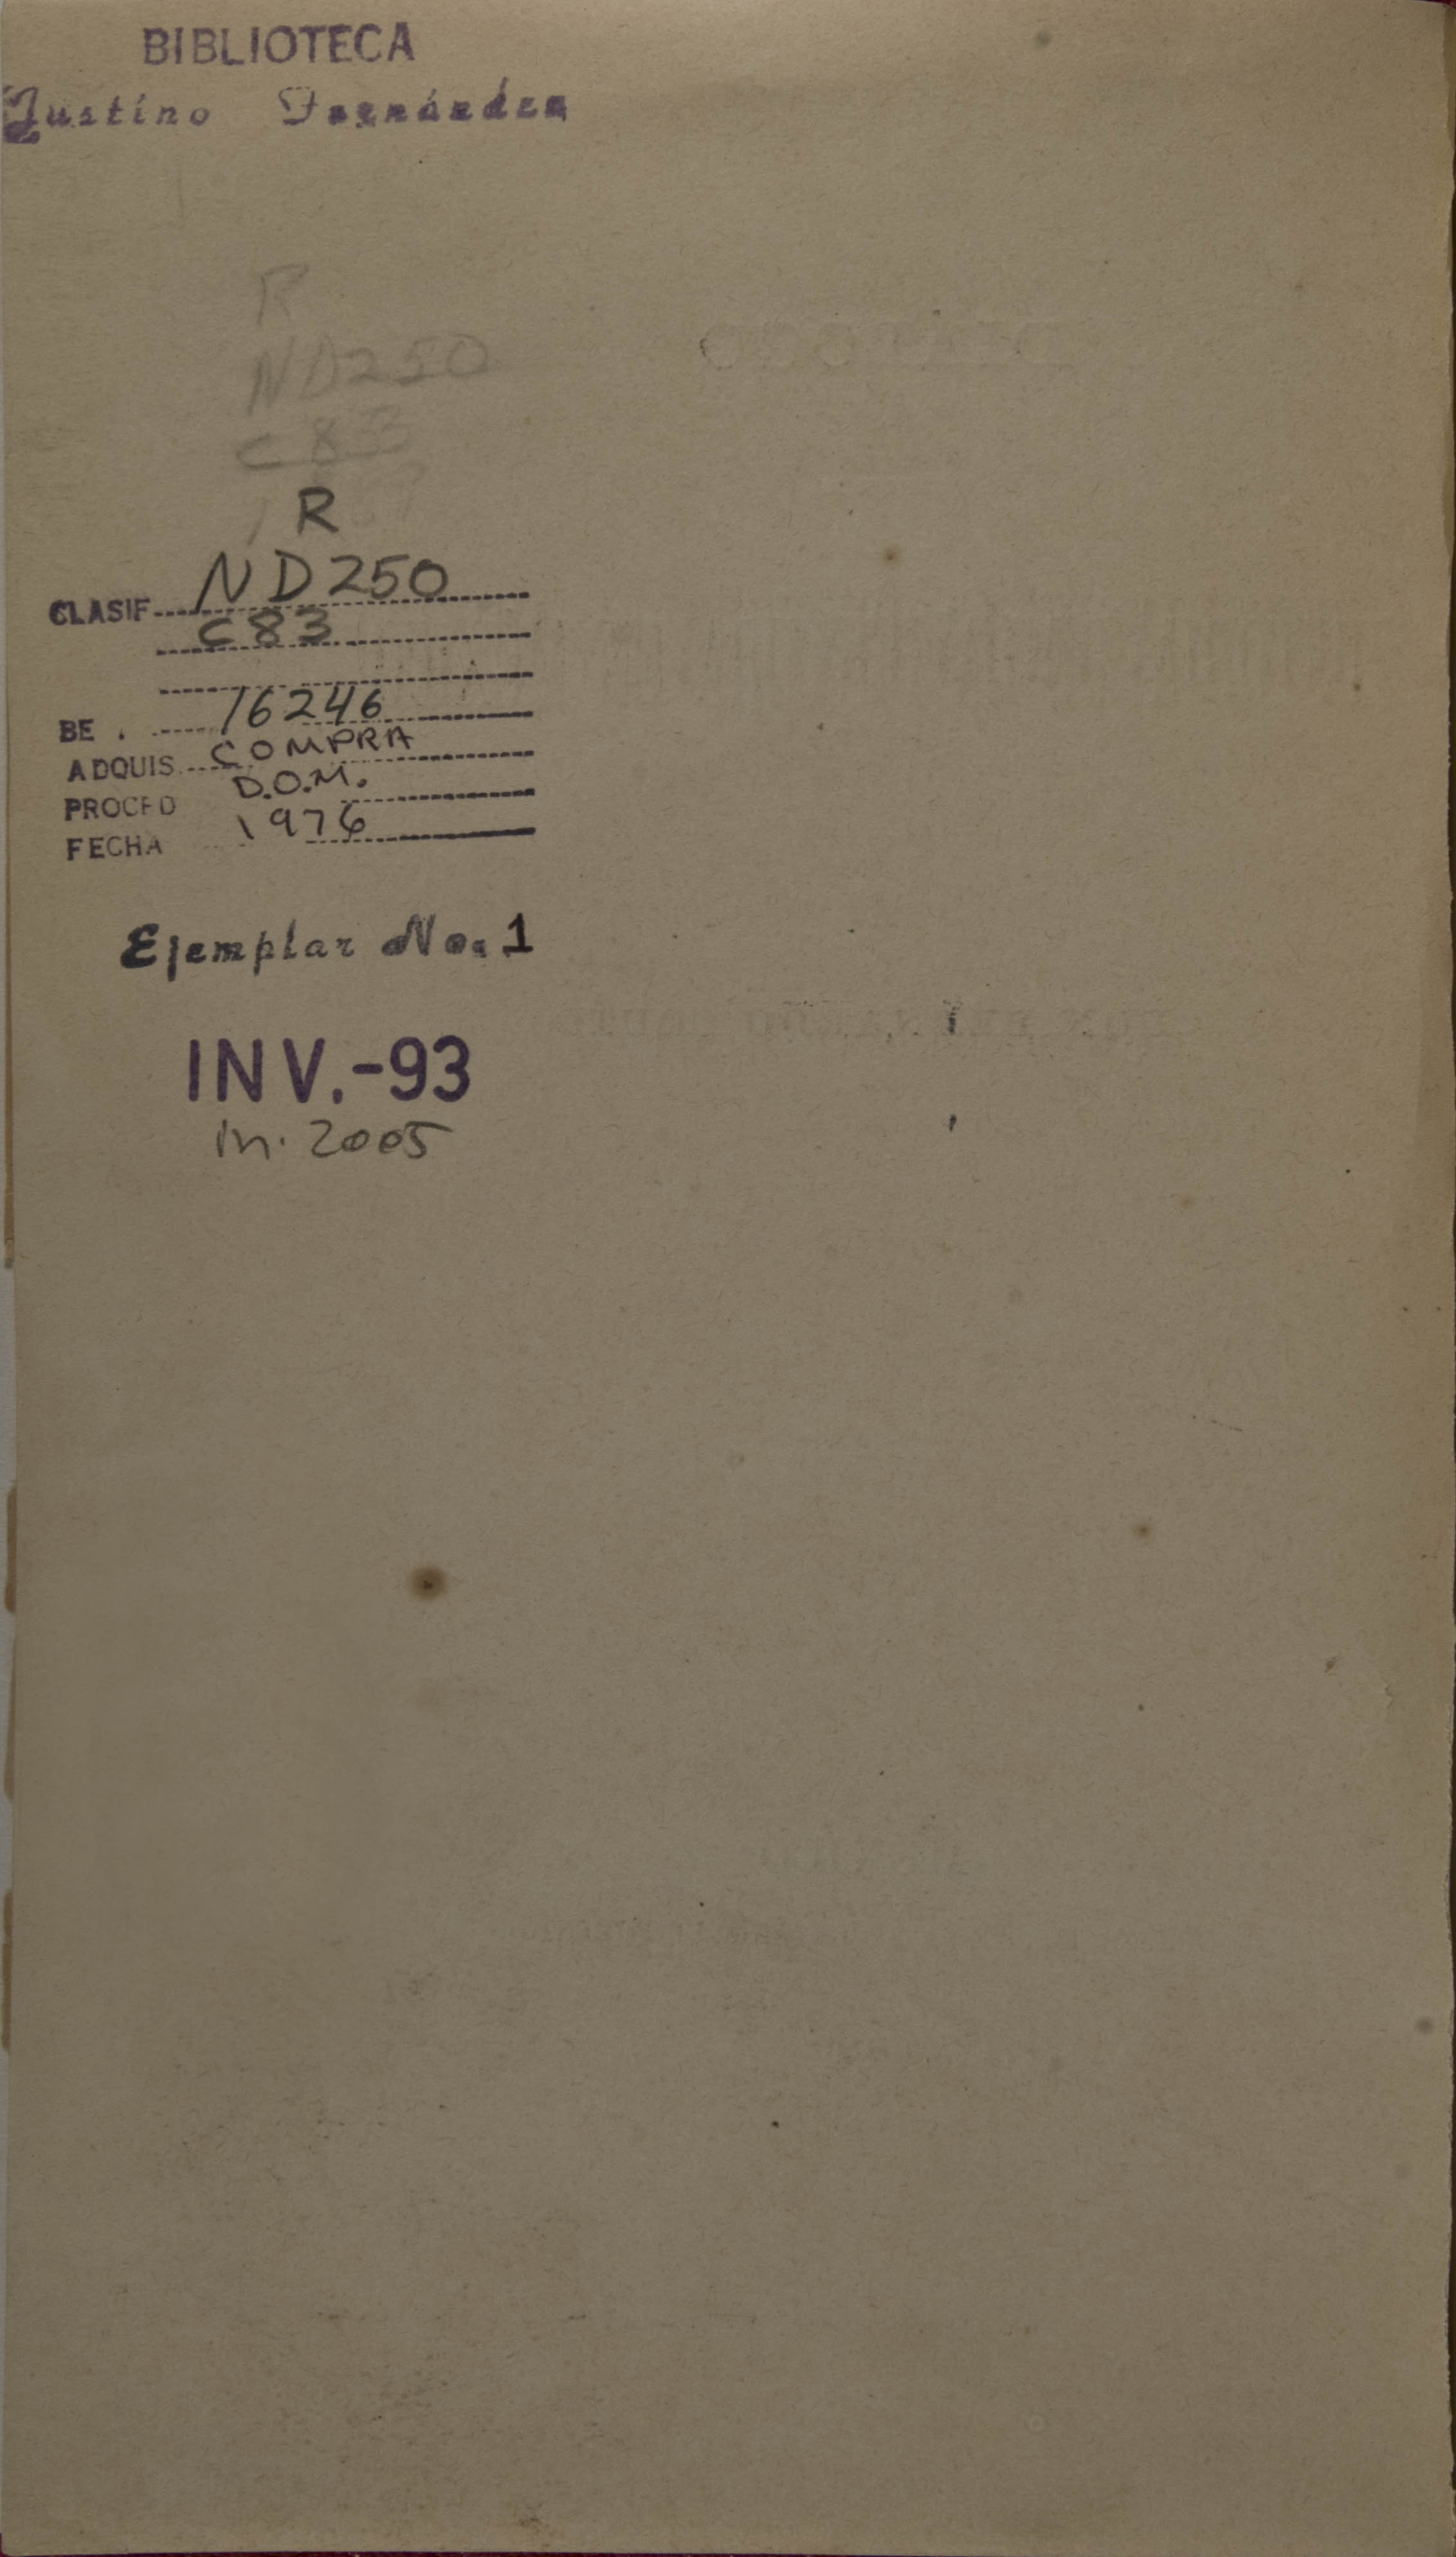 BIBLIOTECA
Justino Fernández
R
ND250
C83
R
CLASIF ND250
C83
BE . 16246
ADQUIS COMPRA
PROCED D.O.M.
FECHA 1976
Ejemplar No. 1
INV.-93
in. 2005